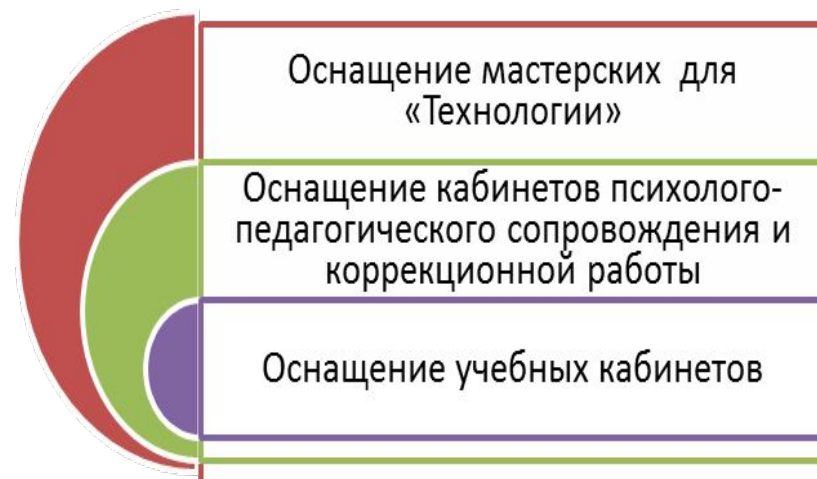 Оснащение мастерских для
«Технологии»
Оснащение кабинетов психолого-
педагогического сопровождения и
коррекционной работы
Оснащение учебных кабинетов